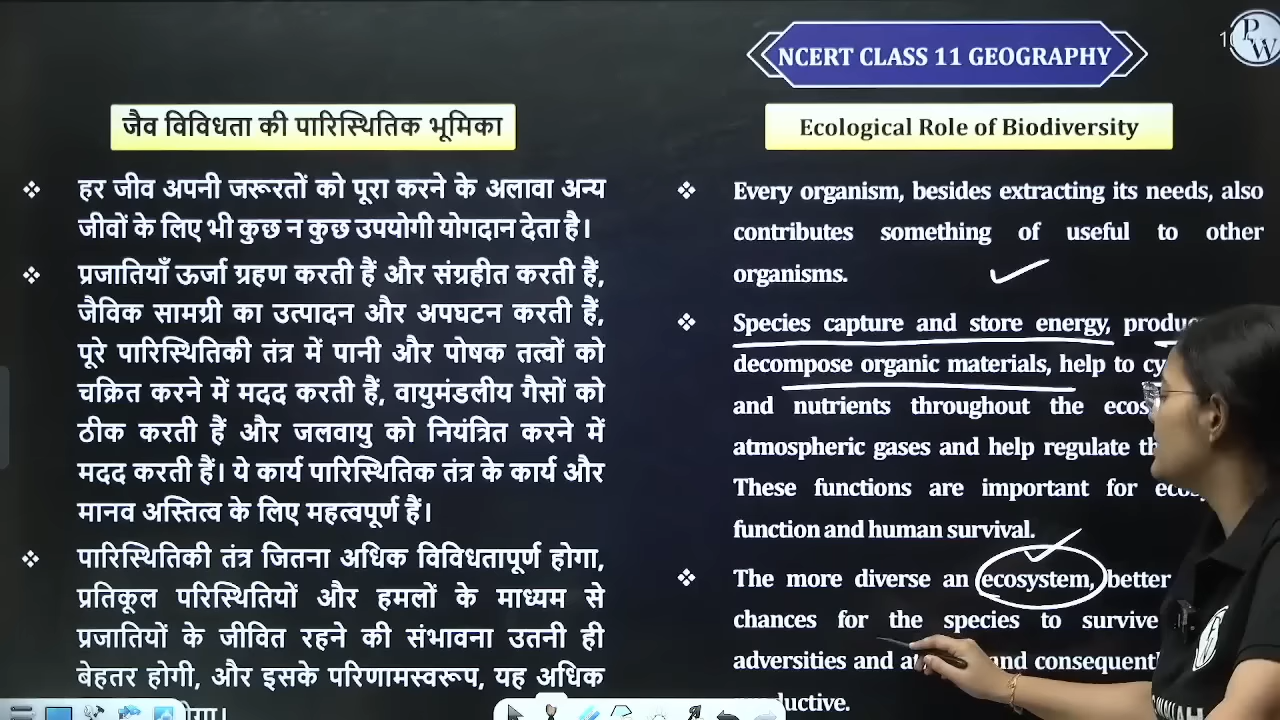 NCERT CLASS 11 GEOGRAPHY
PW
जैव विविधता की पारिस्थितिक भूमिका
❖ हर जीव अपनी जरूरतों को पूरा करने के अलावा अन्य
जीवों के लिए भी कुछ न कुछ उपयोगी योगदान देता है।
❖ प्रजातियाँ ऊर्जा ग्रहण करती हैं और संग्रहीत करती हैं,
जैविक सामग्री का उत्पादन और अपघटन करती हैं,
पूरे पारिस्थितिकी तंत्र में पानी और पोषक तत्वों को
चक्रित करने में मदद करती हैं, वायुमंडलीय गैसों को
ठीक करती हैं और जलवायु को नियंत्रित करने में
मदद करती हैं। ये कार्य पारिस्थितिक तंत्र के कार्य और
मानव अस्तित्व के लिए महत्वपूर्ण हैं।
❖ पारिस्थितिकी तंत्र जितना अधिक विविधतापूर्ण होगा,
प्रतिकूल परिस्थितियों और हमलों के माध्यम से
प्रजातियों के जीवित रहने की संभावना उतनी ही
बेहतर होगी, और इसके परिणामस्वरूप, यह अधिक
Ecological Role of Biodiversity
❖ Every organism, besides extracting its needs, also
contributes something of useful to other
organisms.
❖ Species capture and store energy,
decompose organic materials, help to
and nutrients throughout the
atmospheric gases and help regulate
These functions are important for
function and human survival.
❖ The more diverse an ecosystem, better
chances for the species to survive
adversities and and